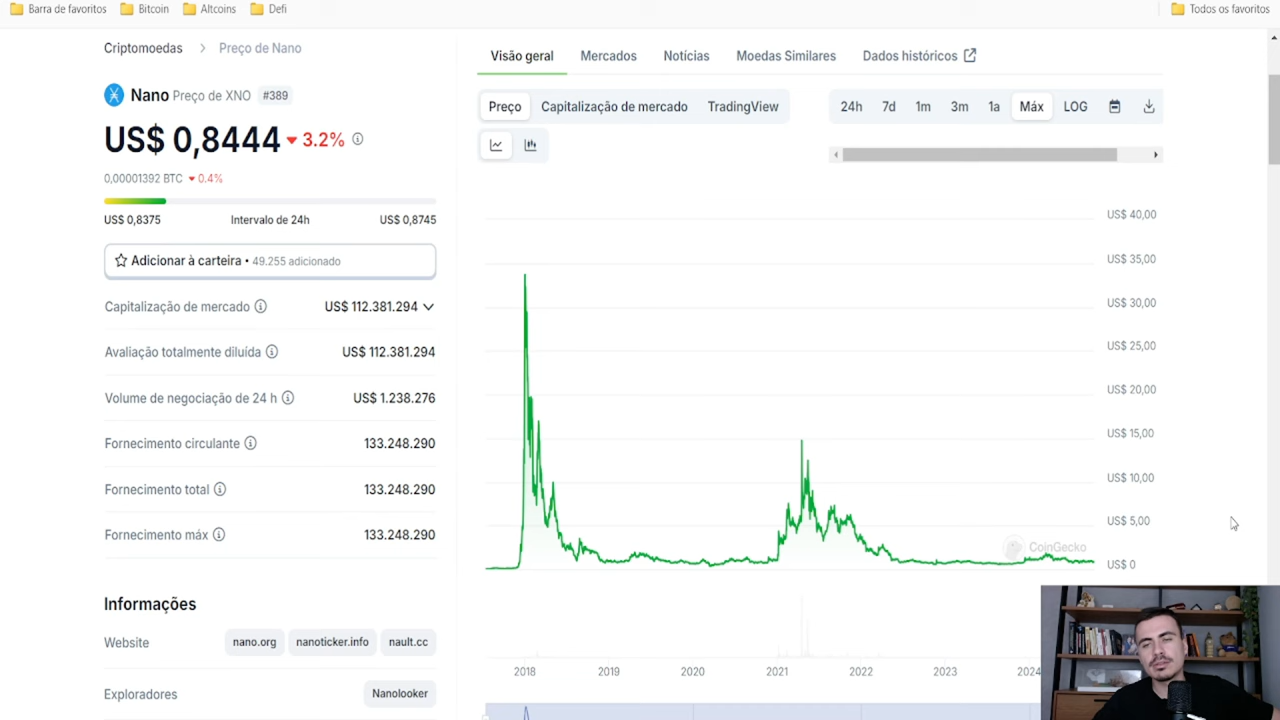 Barra de favoritos Bitcoin Altcoins Defi Todos os favoritos
Criptomoedas > Preço de Nano
Nano Preço de XNO #389
US$ 0,8444 3.2%
0,00001392 BTC 0.4%
US$ 0,8375 Intervalo de 24h US$ 0,8745
Adicionar à carteira • 49.255 adicionado
Capitalização de mercado US$ 112.381.294
Avaliação totalmente diluída US$ 112.381.294
Volume de negociação de 24 h US$ 1.238.276
Fornecimento circulante 133.248.290
Fornecimento total 133.248.290
Fornecimento máx 133.248.290
Informações
Website nano.org nanoticker.info nault.cc
Exploradores Nanolooker
Visão geral Mercados Notícias Moedas Similares Dados históricos
Preço Capitalização de mercado TradingView 24h 7d 1m 3m 1a Máx LOG
US$ 40,00
US$ 35,00
US$ 30,00
US$ 25,00
US$ 20,00
US$ 15,00
US$ 10,00
US$ 5,00
CoinGecko
US$ 0
2018 2019 2020 2021 2022 2023 2024